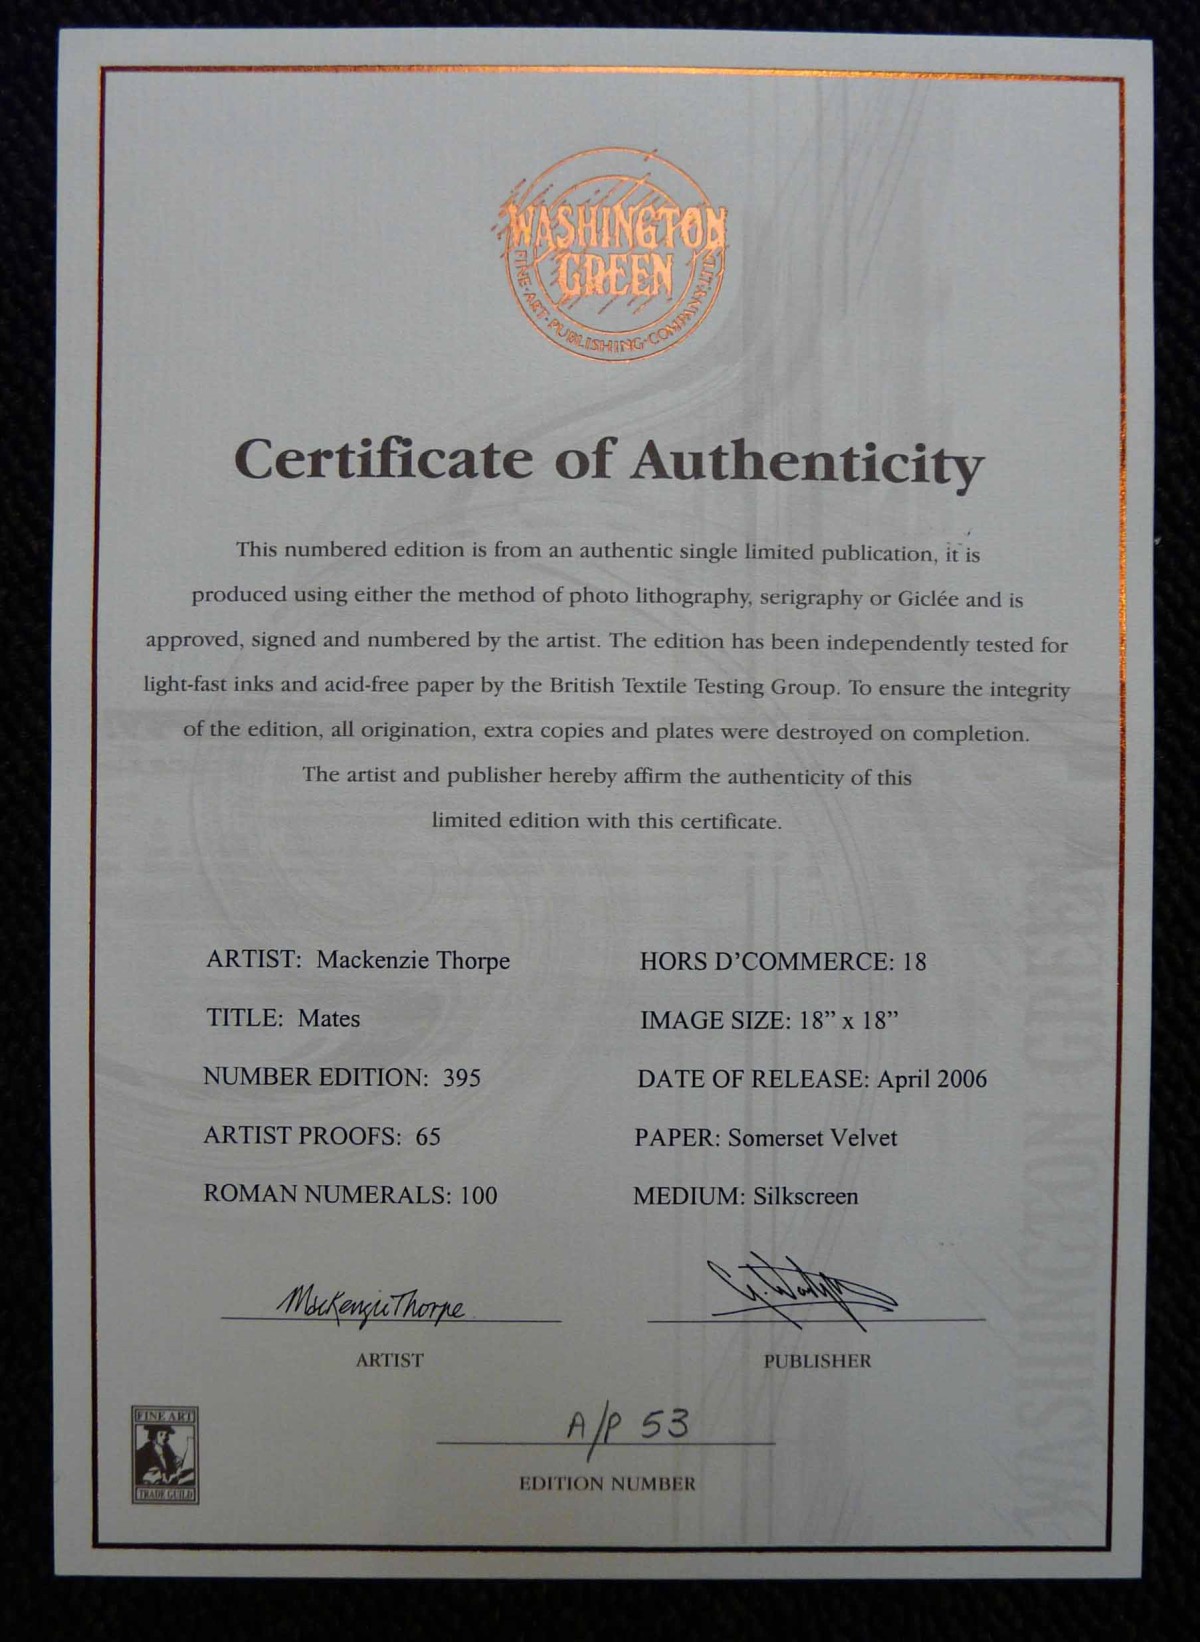 WASHINGTON
GREEN
FINE·ART·PUBLISHING·COMPANY·LTD
Certificate of Authenticity
This numbered edition is from an authentic single limited publication, it is
produced using either the method of photo lithography, serigraphy or Giclée and is
approved, signed and numbered by the artist. The edition has been independently tested for
light-fast inks and acid-free paper by the British Textile Testing Group. To ensure the integrity
of the edition, all origination, extra copies and plates were destroyed on completion.
The artist and publisher hereby affirm the authenticity of this
limited edition with this certificate.
ARTIST: Mackenzie Thorpe
TITLE: Mates
NUMBER EDITION: 395
ARTIST PROOFS: 65
ROMAN NUMERALS: 100
HORS D’COMMERCE: 18
IMAGE SIZE: 18” x 18”
DATE OF RELEASE: April 2006
PAPER: Somerset Velvet
MEDIUM: Silkscreen
MacKenzie Thorpe
ARTIST
PUBLISHER
A/P 53
EDITION NUMBER
FINE ART
TRADE GUILD
WASHINGTON GREEN